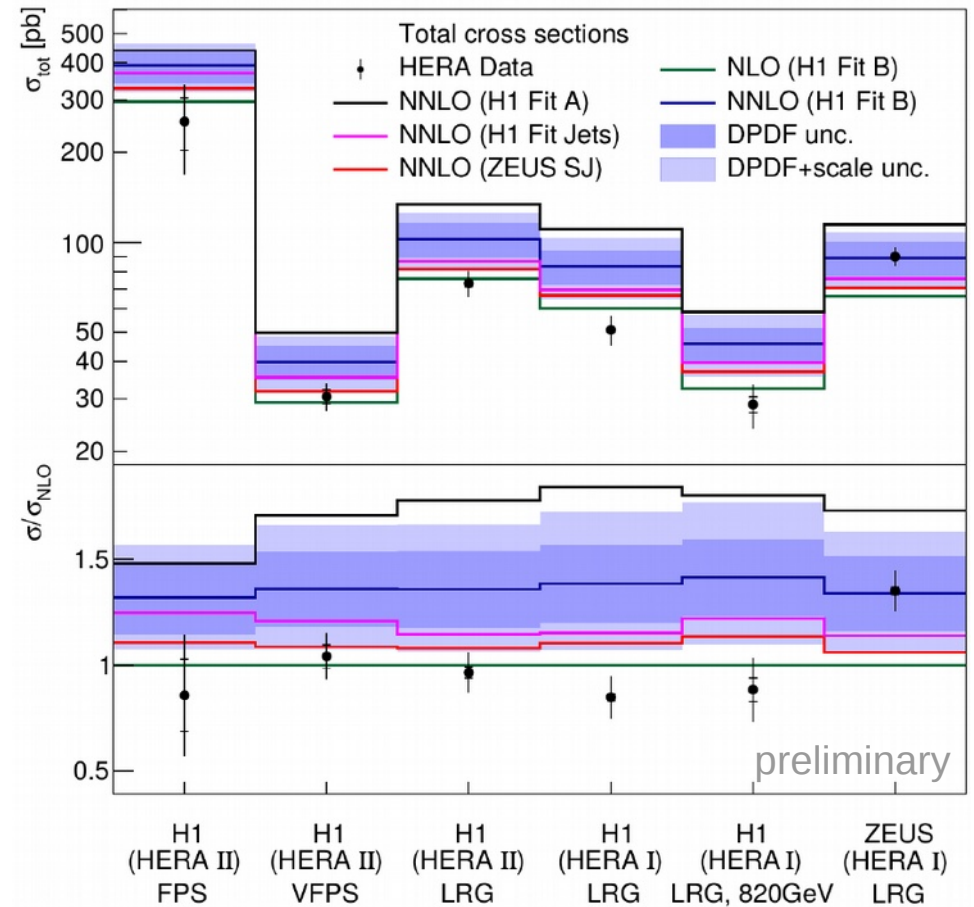 σtot [pb]
500
400
300
200
100
50
40
30
20
Total cross sections
HERA Data
NNLO (H1 Fit A)
NNLO (H1 Fit Jets)
NNLO (ZEUS SJ)
NLO (H1 Fit B)
NNLO (H1 Fit B)
DPDF unc.
DPDF+scale unc.
σ/σNLO
1.5
1
0.5
preliminary
H1
(HERA II)
FPS
H1
(HERA II)
VFPS
H1
(HERA II)
LRG
H1
(HERA I)
LRG
H1
(HERA I)
LRG, 820GeV
ZEUS
(HERA I)
LRG